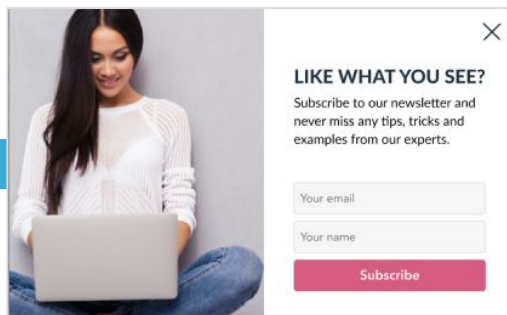 LIKE WHAT YOU SEE?
Subscribe to our newsletter and
never miss any tips, tricks and
examples from our experts.
Your email
Your name
Subscribe